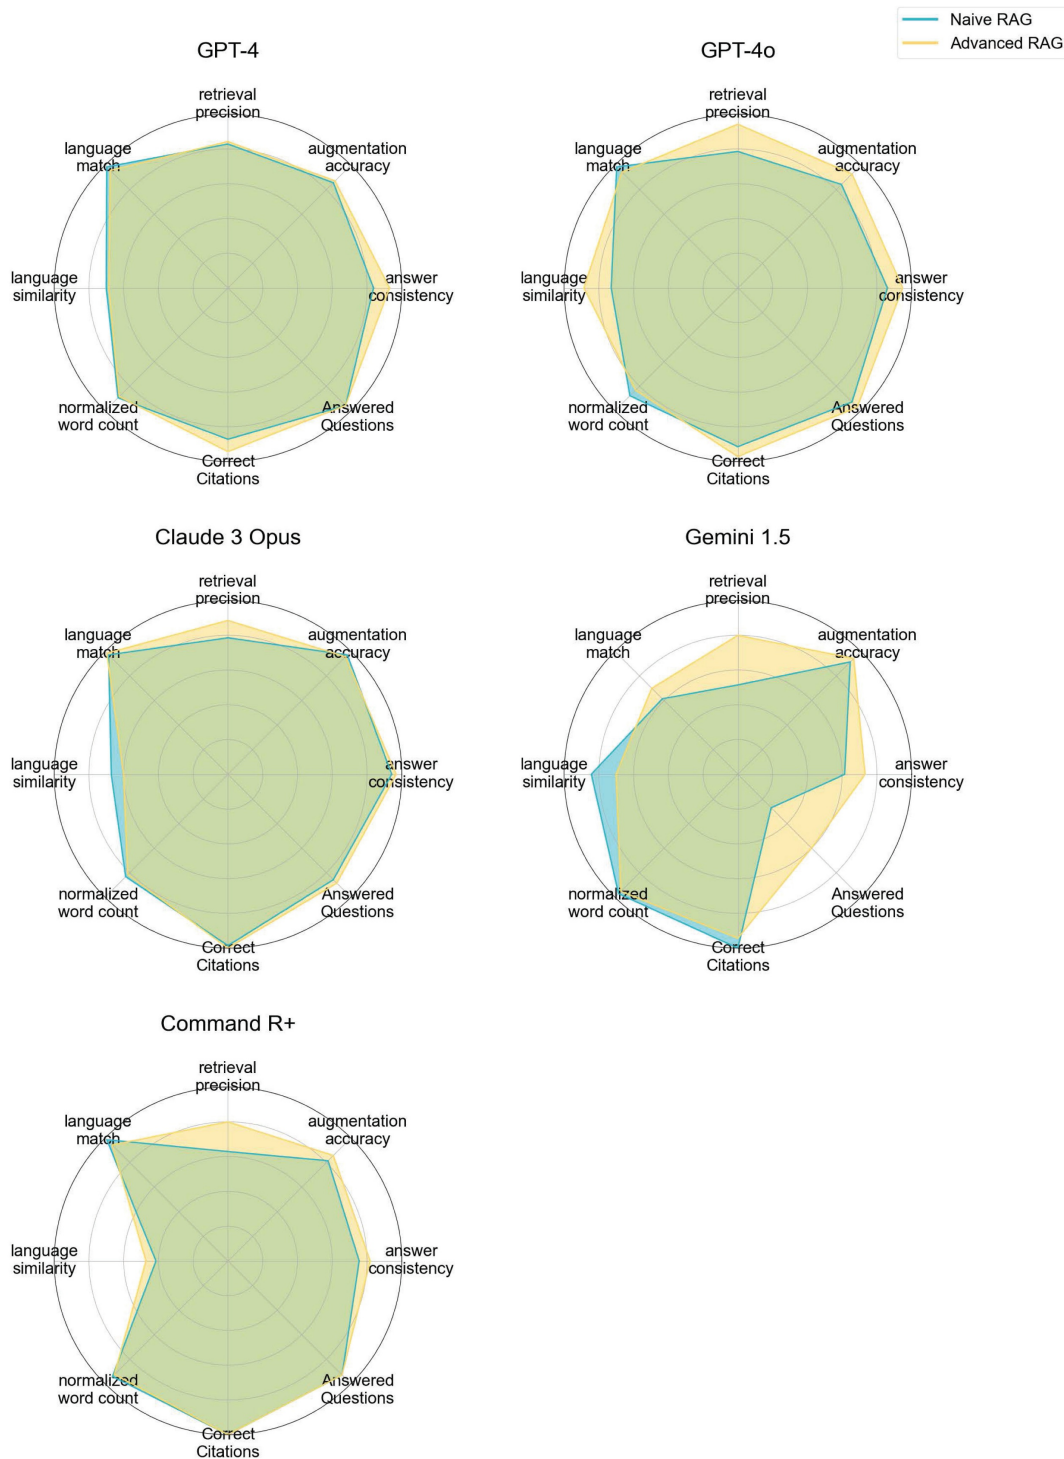 Naive RAG
Advanced RAG
GPT-4
retrieval
precision
language
match
augmentation
accuracy
language
similarity
answer
consistency
normalized
word count
Answered
Questions
Correct
Citations
GPT-4o
retrieval
precision
language
match
augmentation
accuracy
language
similarity
answer
consistency
normalized
word count
Answered
Questions
Correct
Citations
Claude 3 Opus
retrieval
precision
language
match
augmentation
accuracy
language
similarity
answer
consistency
normalized
word count
Answered
Questions
Correct
Citations
Gemini 1.5
retrieval
precision
language
match
augmentation
accuracy
language
similarity
answer
consistency
normalized
word count
Answered
Questions
Correct
Citations
Command R+
retrieval
precision
language
match
augmentation
accuracy
language
similarity
answer
consistency
normalized
word count
Answered
Questions
Correct
Citations